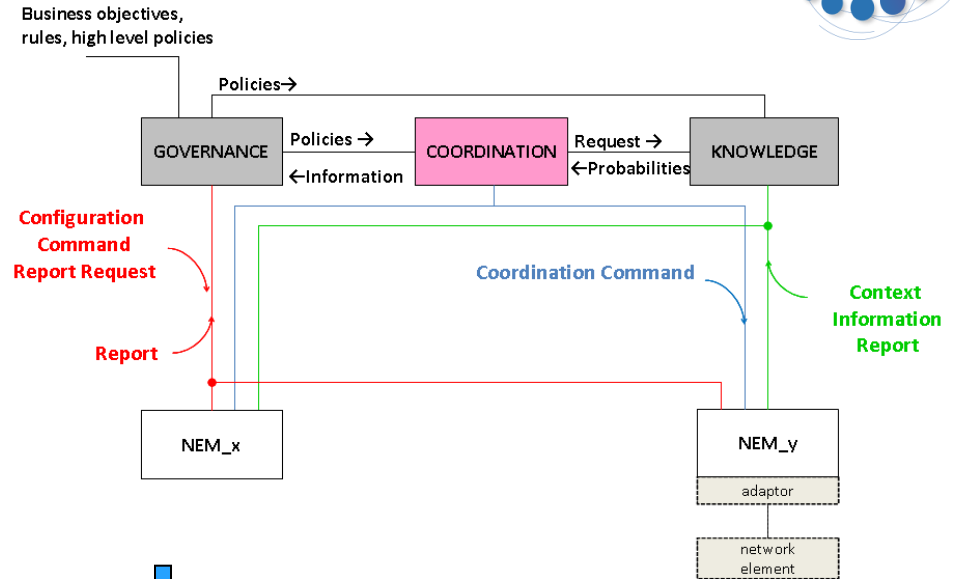 Business objectives,
rules, high level policies
Policies→
GOVERNANCE
Policies →
←Information
COORDINATION
Request →
←Probabilities
KNOWLEDGE
Configuration
Command
Report Request
Coordination Command
Context
Information
Report
Report
NEM_x
NEM_y
adaptor
network
element